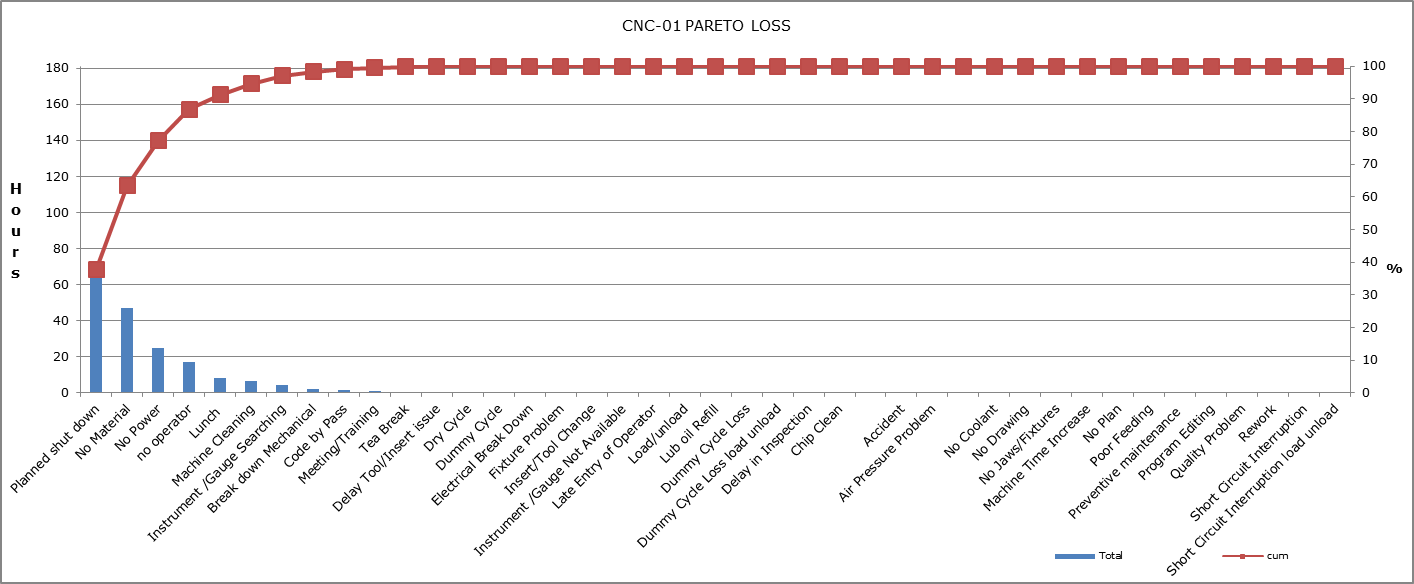 CNC-01 PARETO LOSS
Hours
180
160
140
120
100
80
60
40
20
0
100
90
80
70
60
50
40
30
20
10
0
%
Planned shut down
No Material
No Power
no operator
Lunch
Machine Cleaning
Instrument /Gauge Searching
Break down Mechanical
Code by Pass
Meeting/Training
Tea Break
Delay Tool/Insert issue
Dry Cycle
Dummy Cycle
Electrical Break Down
Fixture Problem
Insert/Tool Change
Instrument /Gauge Not Available
Late Entry of Operator
Load/unload
Lub oil Refill
Dummy Cycle Loss
Dummy Cycle Loss load unload
Delay in Inspection
Chip Clean
Accident
Air Pressure Problem
No Coolant
No Drawing
No Jaws/Fixtures
Machine Time Increase
No Plan
Poor Feeding
Preventive maintenance
Program Editing
Quality Problem
Rework
Short Circuit Interruption
Short Circuit Interruption load unload
Total
cum